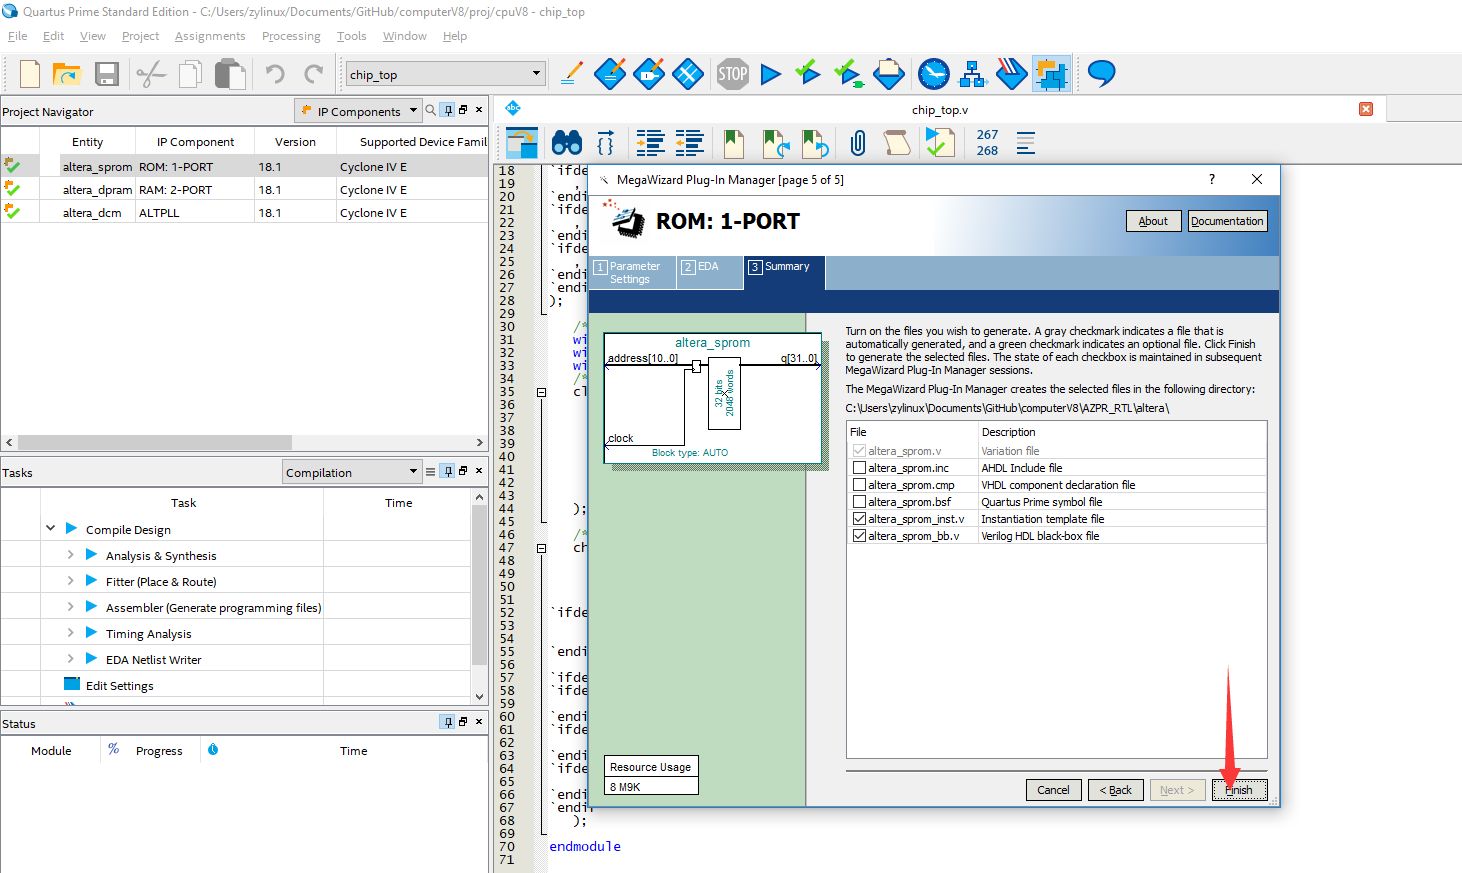 Quartus Prime Standard Edition - C:/Users/zylinux/Documents/GitHub/computerV8/proj/cpuV8 - chip_top
File Edit View Project Assignments Processing Tools Window Help
chip_top
STOP
Project Navigator
IP Components
Entity IP Component Version Supported Device Famil
altera_sprom ROM: 1-PORT 18.1 Cyclone IV E
altera_dpram RAM: 2-PORT 18.1 Cyclone IV E
altera_dcm ALTPLL 18.1 Cyclone IV E
Tasks Compilation
Task Time
Compile Design
Analysis & Synthesis
Fitter (Place & Route)
Assembler (Generate programming files)
Timing Analysis
EDA Netlist Writer
Edit Settings
Status
Module % Progress Time
abc
chip_top.v
267
268
18 `ifde
19 ,
20 `endi
21 `ifde
22 ,
23 `endi
24 `ifde
25 ,
26 `endi
27 `endi
28 );
29
30 /*
31 wi
32 wi
33 wi
34 /*
35 cl
36
37
38
39
40
41
42
43
44 );
45
46 /*
47 ch
48
49
50
51
52 `ifde
53
54
55 `endi
56
57 `ifde
58 `ifde
59
60 `endi
61 `ifde
62
63 `endi
64 `ifde
65
66 `endi
67 `endif
68 );
69
70 endmodule
71
MegaWizard Plug-In Manager [page 5 of 5] ?
ROM: 1-PORT
About Documentation
1 Parameter Settings
2 EDA
3 Summary
altera_sprom
address[10..0] q[31..0]
32 bits
2048 words
clock
Block type: AUTO
Resource Usage
8 M9K
Turn on the files you wish to generate. A gray checkmark indicates a file that is
automatically generated, and a green checkmark indicates an optional file. Click Finish
to generate the selected files. The state of each checkbox is maintained in subsequent
MegaWizard Plug-In Manager sessions.
The MegaWizard Plug-In Manager creates the selected files in the following directory:
C:\Users\zylinux\Documents\GitHub\computerV8\AZPR_RTL\altera\
File Description
altera_sprom.v Variation file
altera_sprom.inc AHDL Include file
altera_sprom.cmp VHDL component declaration file
altera_sprom.bsf Quartus Prime symbol file
altera_sprom_inst.v Instantiation template file
altera_sprom_bb.v Verilog HDL black-box file
Cancel < Back Next > Finish